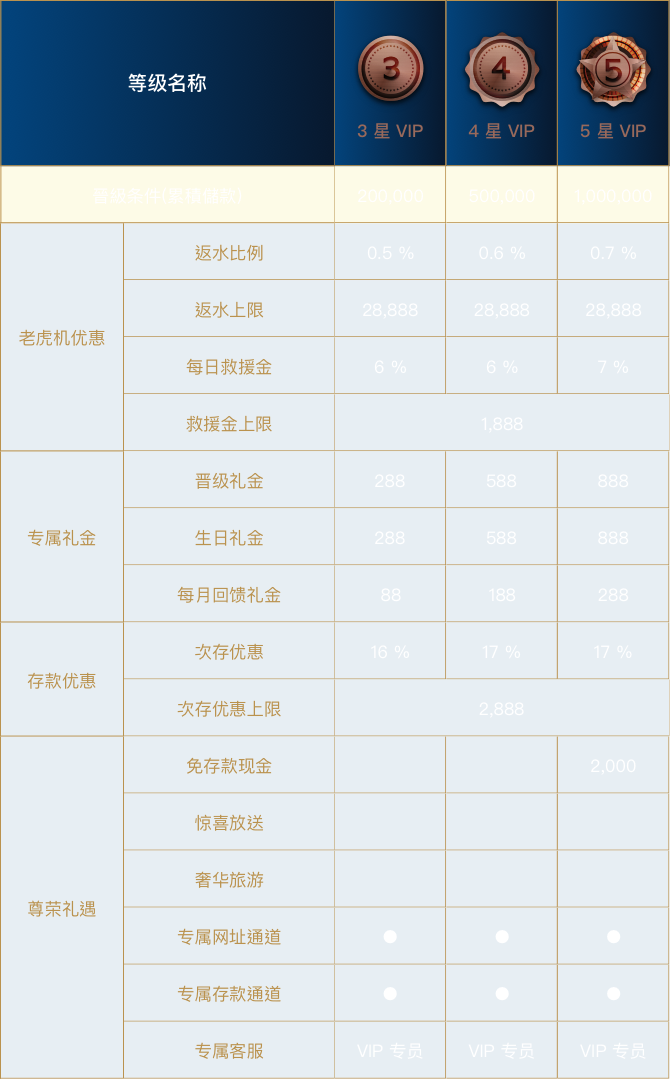 等级名称
3
4
5
3 星 VIP
4 星 VIP
5 星 VIP
晋级条件(累積儲值)
200,000
500,000
1,000,000
老虎机优惠
返水比例
0.5 %
0.6 %
0.7 %
返水上限
28,888
28,888
28,888
每日救援金
6 %
6 %
7 %
救援金上限
1,888
专属礼金
晋级礼金
288
588
888
生日礼金
288
588
888
每月回馈礼金
88
188
288
存款优惠
次存优惠
16 %
17 %
17 %
次存优惠上限
2,888
尊荣礼遇
免存款现金
2,000
惊喜放送
奢华旅游
专属网址通道
●
●
●
专属存款通道
●
●
●
专属客服
VIP 专员
VIP 专员
VIP 专员